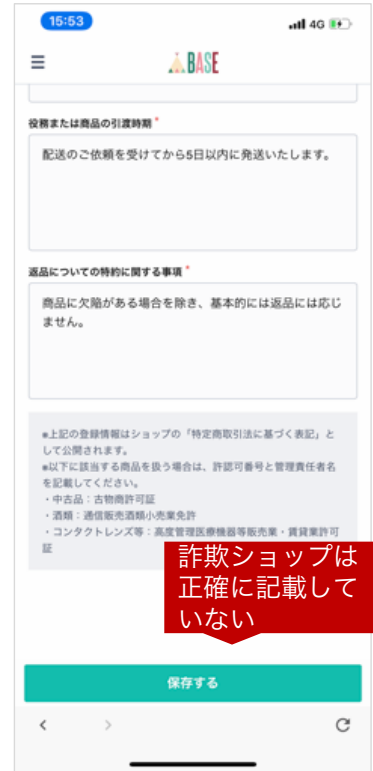 15:53
4G
BASE
役務または商品の引渡時期 *
配送のご依頼を受けてから5日以内に発送いたします。
返品についての特約に関する事項 *
商品に欠陥がある場合を除き、基本的には返品には応じ
ません。
※上記の登録情報はショップの「特定商取引法に基づく表記」と
して公開されます。
※以下に該当する商品を扱う場合は、許認可番号と管理責任者名
を記載してください。
・中古品：古物商許可証
・酒類：通信販売酒類小売業免許
・コンタクトレンズ等：高度管理医療機器等販売業・賃貸業許可
証
詐欺ショップは
正確に記載して
いない
保存する